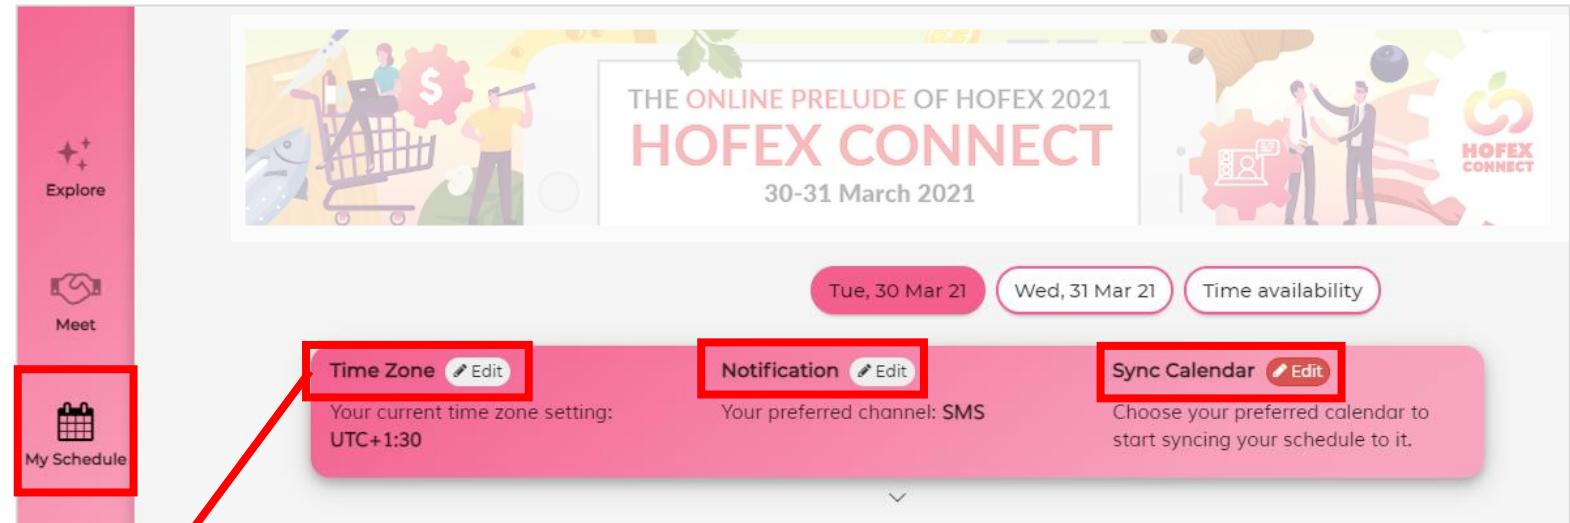 THE ONLINE PRELUDE OF HOFEX 2021
HOFEX CONNECT
30-31 March 2021
HOFEX
CONNECT
Explore
Meet
My Schedule
Tue, 30 Mar 21
Wed, 31 Mar 21
Time availability
Time Zone Edit
Your current time zone setting:
UTC+1:30
Notification Edit
Your preferred channel: SMS
Sync Calendar Edit
Choose your preferred calendar to
start syncing your schedule to it.